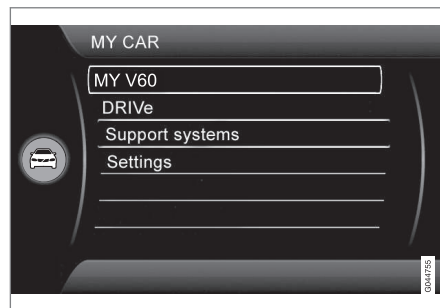 MY CAR
MY V60
DRIVe
Support systems
Settings
G044755